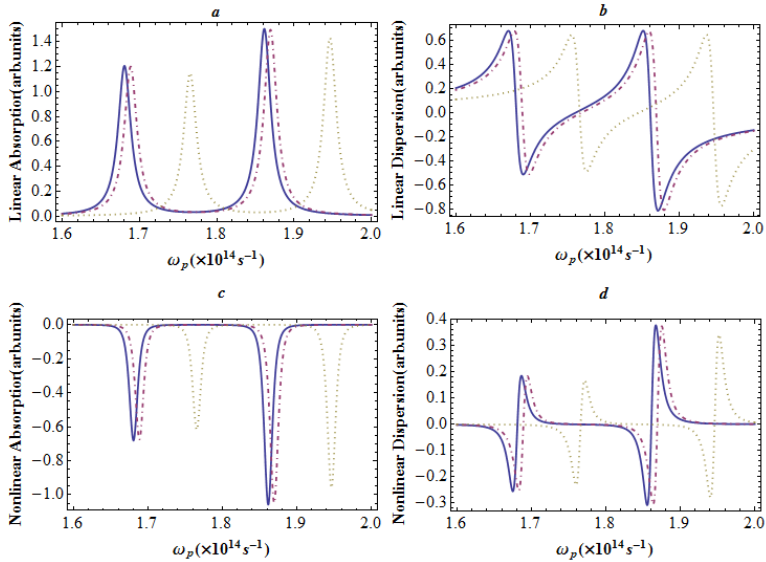 a
Linear Absorption(arb.units)
1.4
1.2
1.0
0.8
0.6
0.4
0.2
0.0
1.6 1.7 1.8 1.9 2.0
ωp(×10¹⁴s⁻¹)
b
Linear Dispersion(arb.units)
0.6
0.4
0.2
0.0
−0.2
−0.4
−0.6
−0.8
1.6 1.7 1.8 1.9 2.0
ωp(×10¹⁴s⁻¹)
c
Nonlinear Absorption(arb.units)
0.0
−0.2
−0.4
−0.6
−0.8
−1.0
1.6 1.7 1.8 1.9 2.0
ωp(×10¹⁴s⁻¹)
d
Nonlinear Dispersion(arb.units)
0.4
0.3
0.2
0.1
0.0
−0.1
−0.2
−0.3
1.6 1.7 1.8 1.9 2.0
ωp(×10¹⁴s⁻¹)